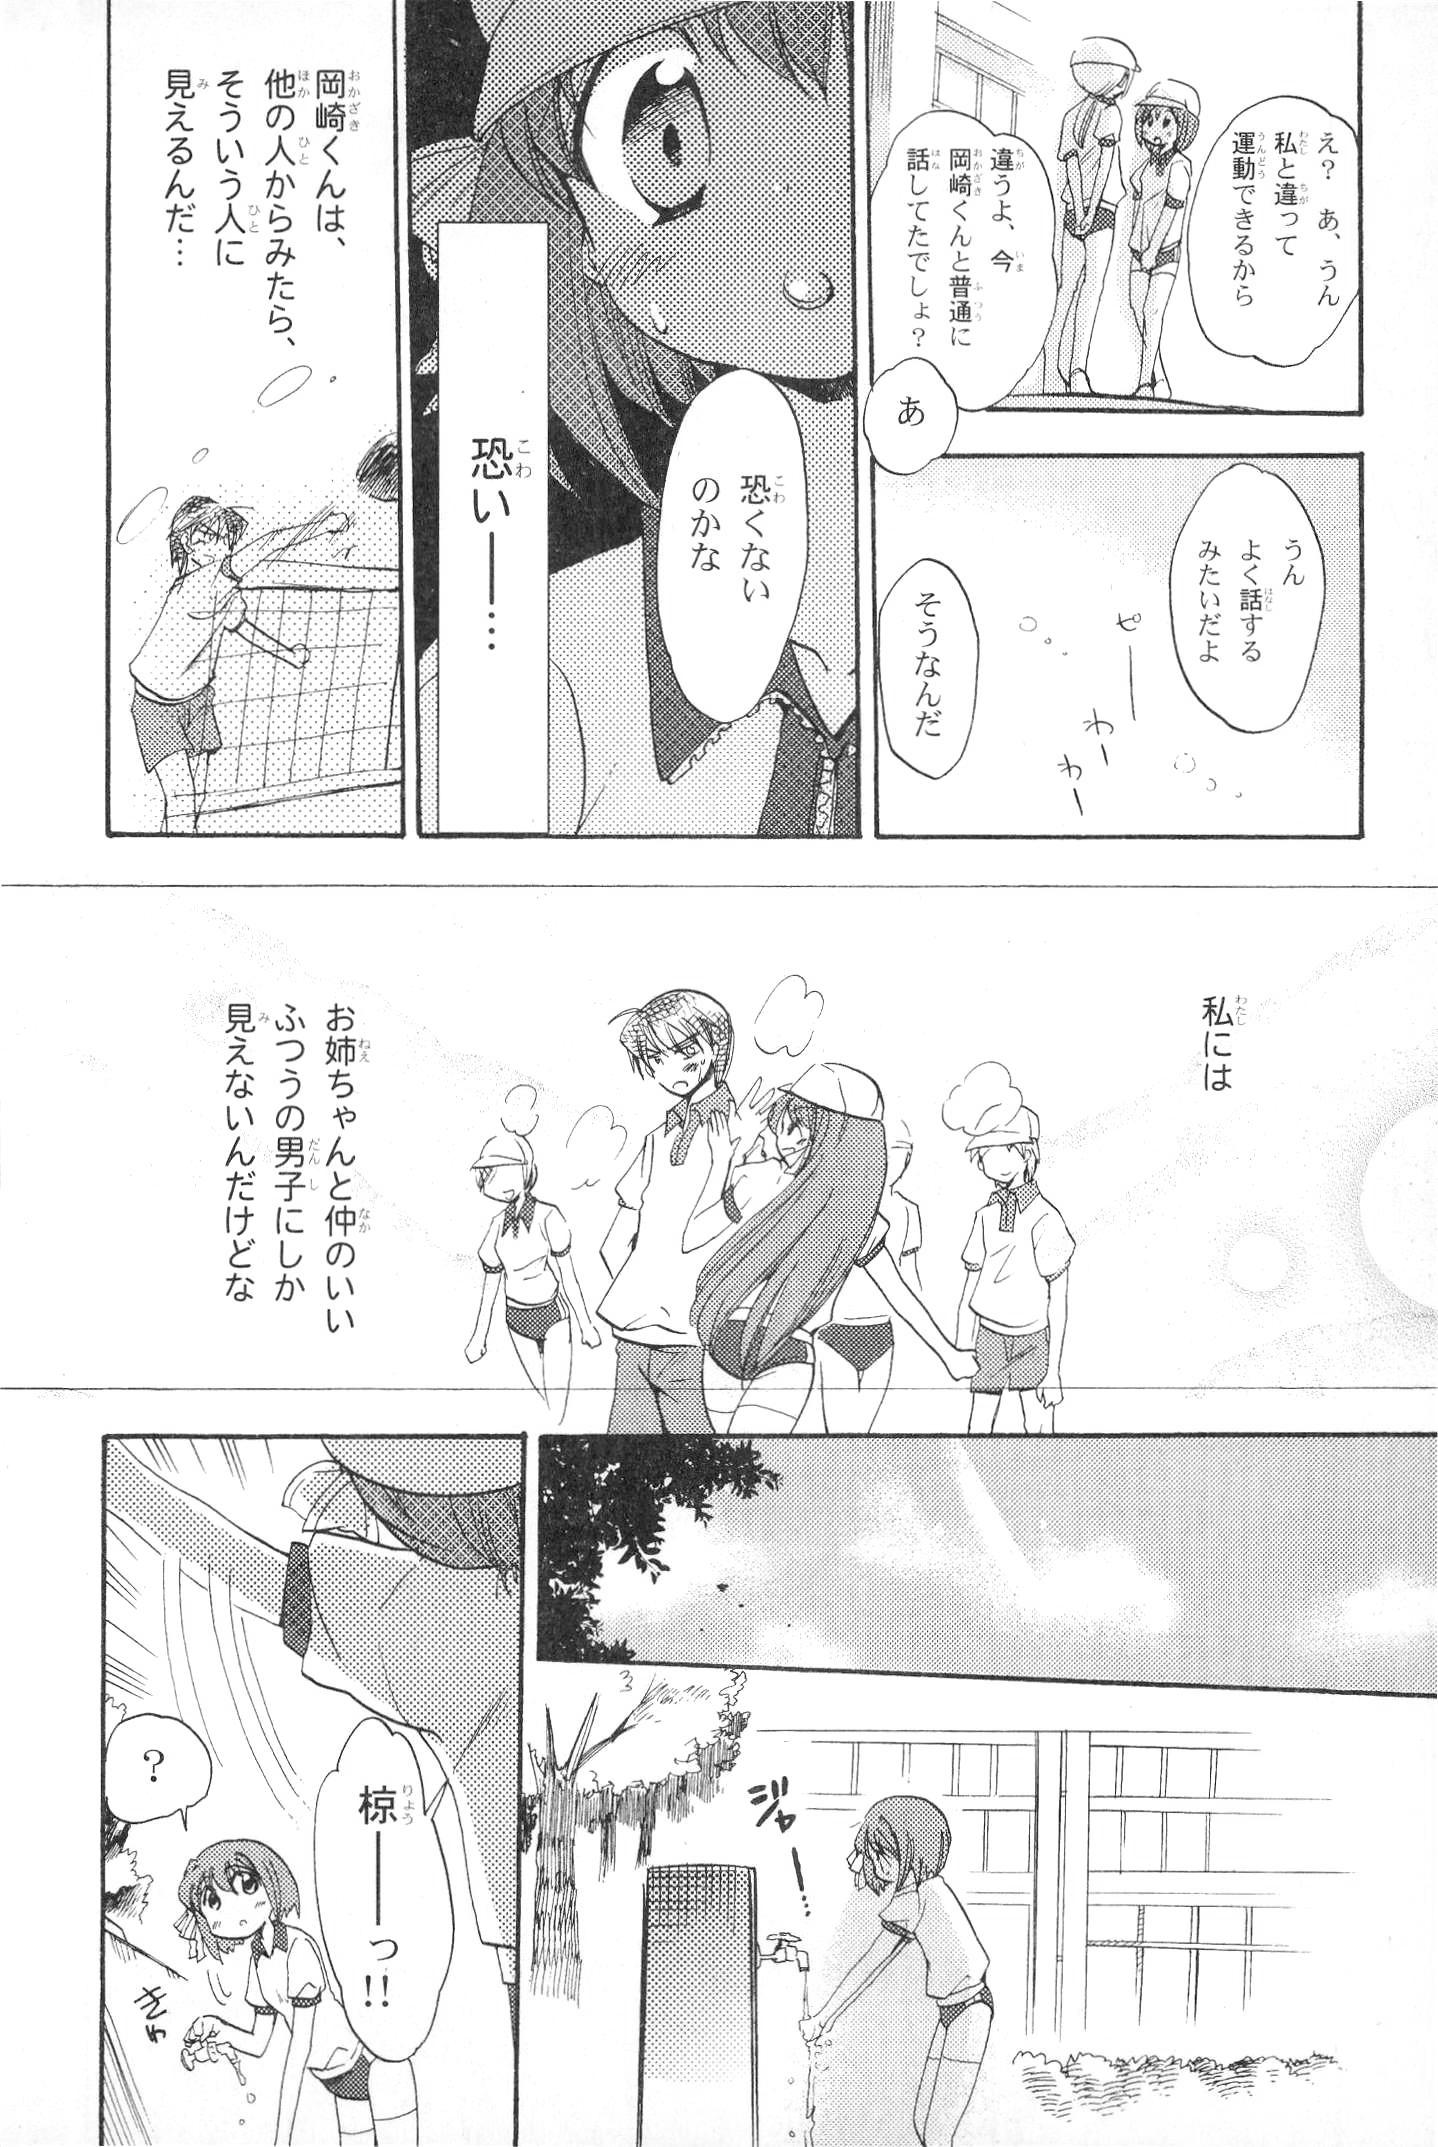 え？　あ、うん
私と違って
運動できるから
違うよ、今
岡崎くんと普通に
話してたでしょ？
あ
うん
よく話する
みたいだよ
ピー
わー
わー
そうなんだ
恐くない
のかな
恐い――…
岡崎くんは、
他の人からみたら、
そういう人に
見えるんだ…
私には
お姉ちゃんと仲のいい
ふつうの男子にしか
見えないんだけどな
ジャー…
椋――っ!!
？
きゅ